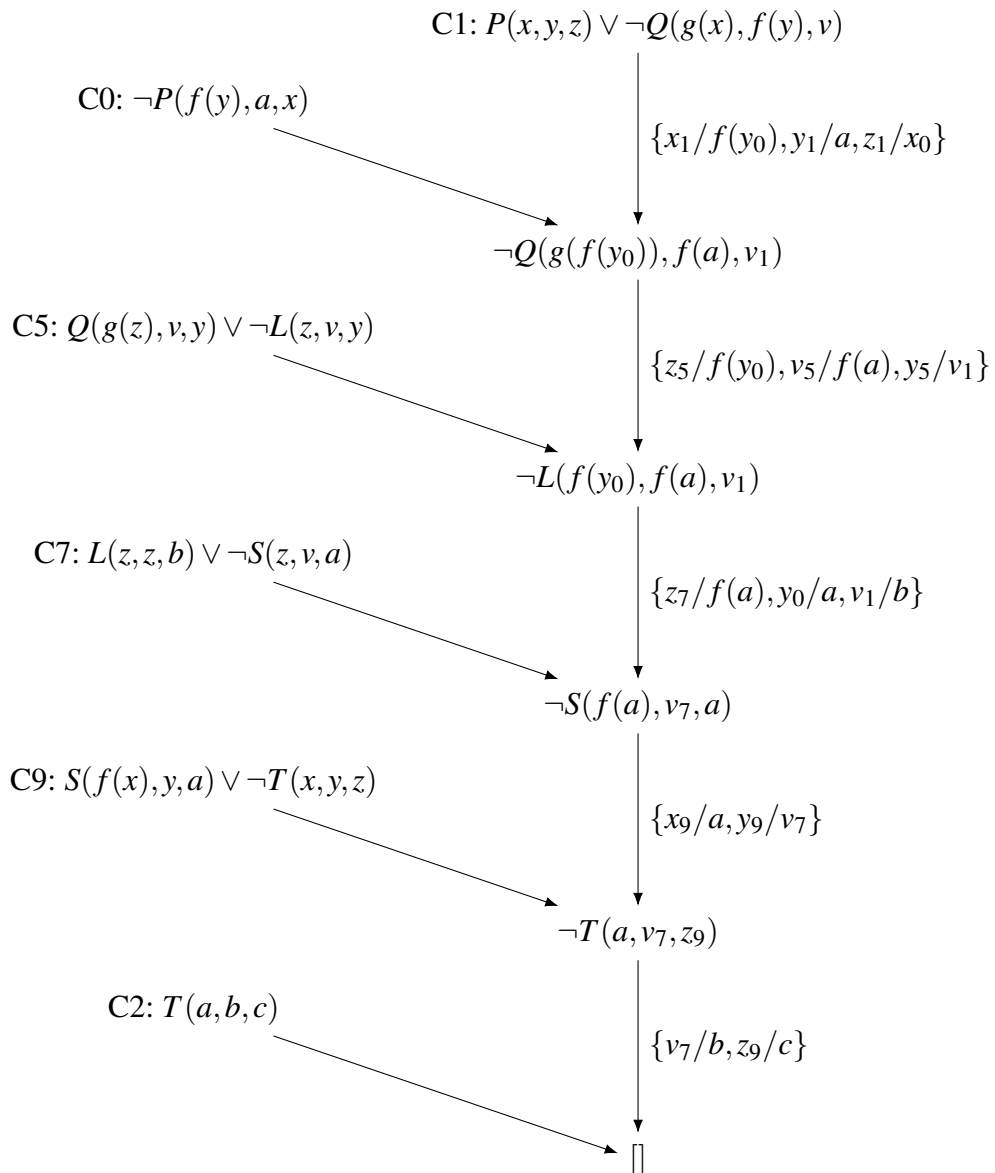 C1: P(x, y, z) ∨ ¬Q(g(x), f(y), v)
C0: ¬P(f(y), a, x)
{x₁/f(y₀), y₁/a, z₁/x₀}
¬Q(g(f(y₀)), f(a), v₁)
C5: Q(g(z), v, y) ∨ ¬L(z, v, y)
{z₅/f(y₀), v₅/f(a), y₅/v₁}
¬L(f(y₀), f(a), v₁)
C7: L(z, z, b) ∨ ¬S(z, v, a)
{z₇/f(a), y₀/a, v₁/b}
¬S(f(a), v₇, a)
C9: S(f(x), y, a) ∨ ¬T(x, y, z)
{x₉/a, y₉/v₇}
¬T(a, v₇, z₉)
C2: T(a, b, c)
{v₇/b, z₉/c}
[]